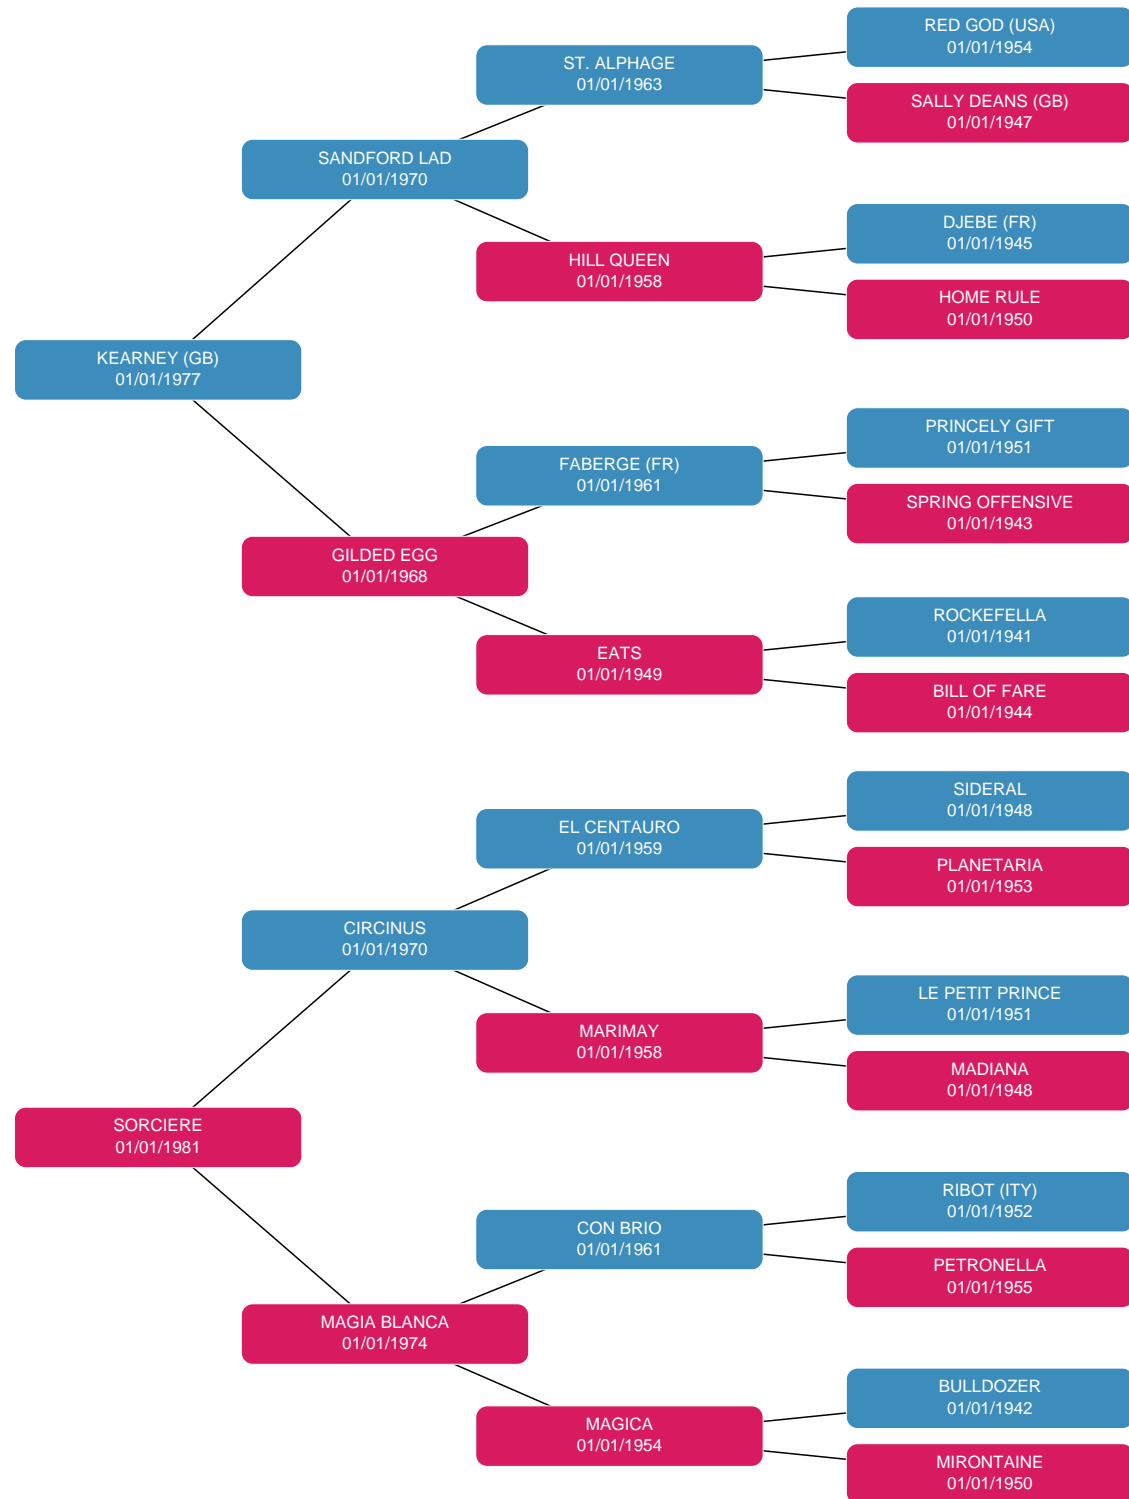 RED GOD (USA)
01/01/1954
ST. ALPHAGE
01/01/1963
SALLY DEANS (GB)
01/01/1947
SANDFORD LAD
01/01/1970
DJEBE (FR)
01/01/1945
HILL QUEEN
01/01/1958
HOME RULE
01/01/1950
KEARNEY (GB)
01/01/1977
PRINCELY GIFT
01/01/1951
FABERGE (FR)
01/01/1961
SPRING OFFENSIVE
01/01/1943
GILDED EGG
01/01/1968
ROCKEFELLA
01/01/1941
EATS
01/01/1949
BILL OF FARE
01/01/1944
SIDERAL
01/01/1948
EL CENTAURO
01/01/1959
PLANETARIA
01/01/1953
CIRCINUS
01/01/1970
LE PETIT PRINCE
01/01/1951
MARIMAY
01/01/1958
MADIANA
01/01/1948
SORCIERE
01/01/1981
RIBOT (ITY)
01/01/1952
CON BRIO
01/01/1961
PETRONELLA
01/01/1955
MAGIA BLANCA
01/01/1974
BULLDOZER
01/01/1942
MAGICA
01/01/1954
MIRONTAINE
01/01/1950